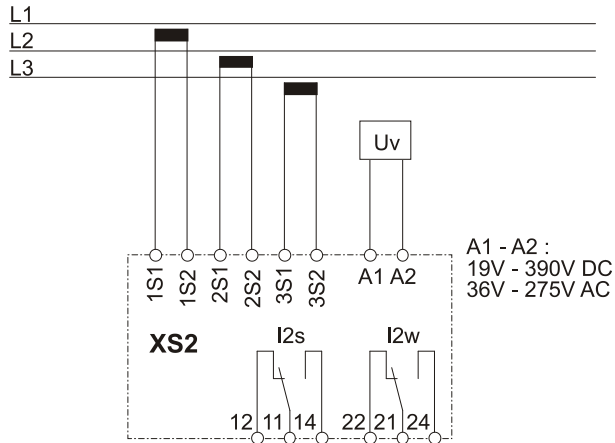 L1
L2
L3
Uv
1S1
1S2
2S1
2S2
3S1
3S2
A1 A2
A1 - A2 :
19V - 390V DC
36V - 275V AC
XS2
I2s
I2w
12 11 14
22 21 24